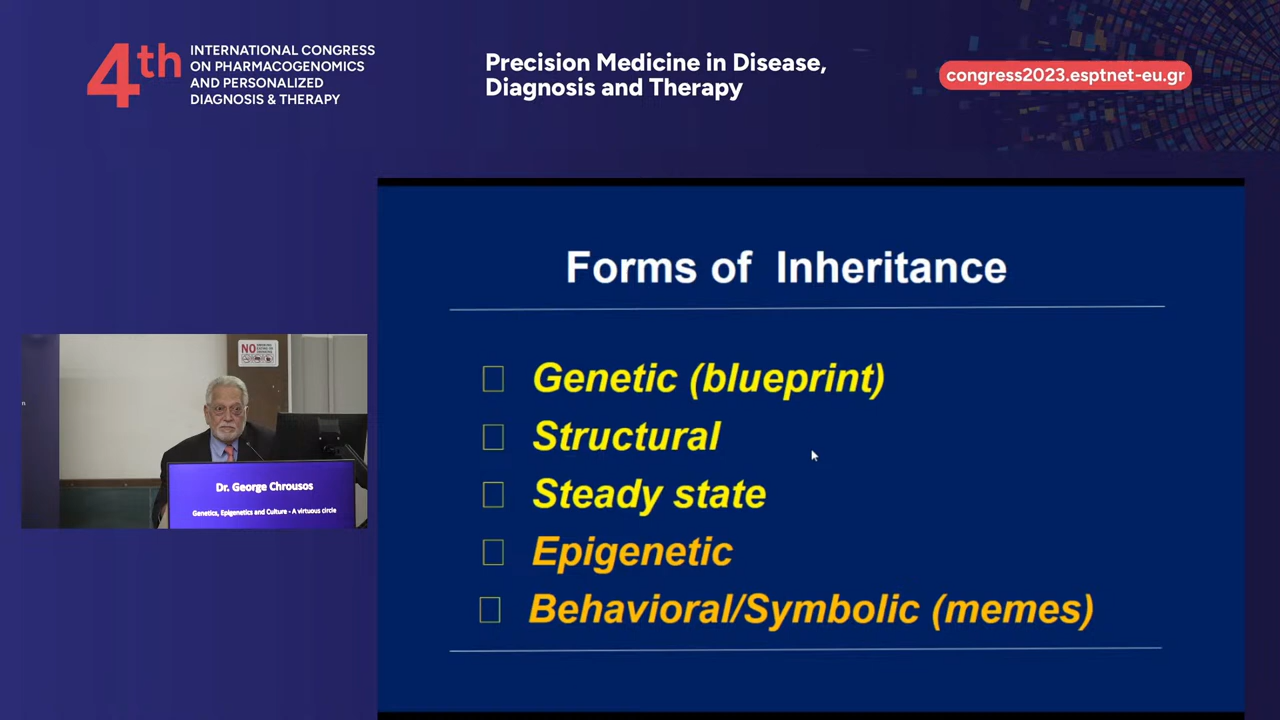 4th
INTERNATIONAL CONGRESS
ON PHARMACOGENOMICS
AND PERSONALIZED
DIAGNOSIS & THERAPY
Precision Medicine in Disease,
Diagnosis and Therapy
congress2023.esptnet-eu.gr
Forms of Inheritance
Genetic (blueprint)
Structural
Steady state
Epigenetic
Behavioral/Symbolic (memes)
NO
Dr. George Chrousos
Genetics, Epigenetics and Culture - A virtuous circle